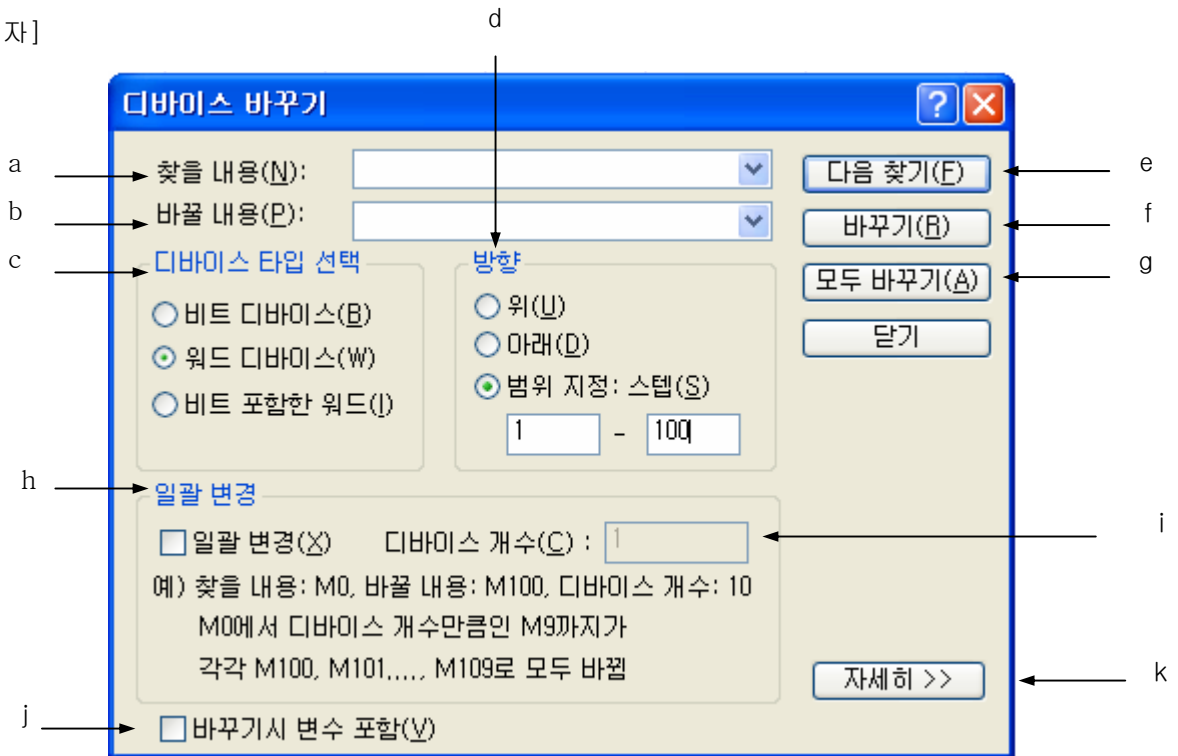 자]
d
디바이스 바꾸기
a
찾을 내용(N):
다음 찾기(F)
e
b
바꿀 내용(P):
바꾸기(R)
f
c
디바이스 타입 선택
방향
모두 바꾸기(A)
g
비트 디바이스(B)
위(U)
닫기
워드 디바이스(W)
아래(D)
비트 포함한 워드(I)
범위 지정: 스텝(S)
1 - 100
h
일괄 변경
일괄 변경(X) 디바이스 개수(C) : 1
i
예) 찾을 내용: M0, 바꿀 내용: M100, 디바이스 개수: 10
M0에서 디바이스 개수만큼인 M9까지가
각각 M100, M101,..., M109로 모두 바뀜
자세히 >>
k
j
바꾸기시 변수 포함(V)